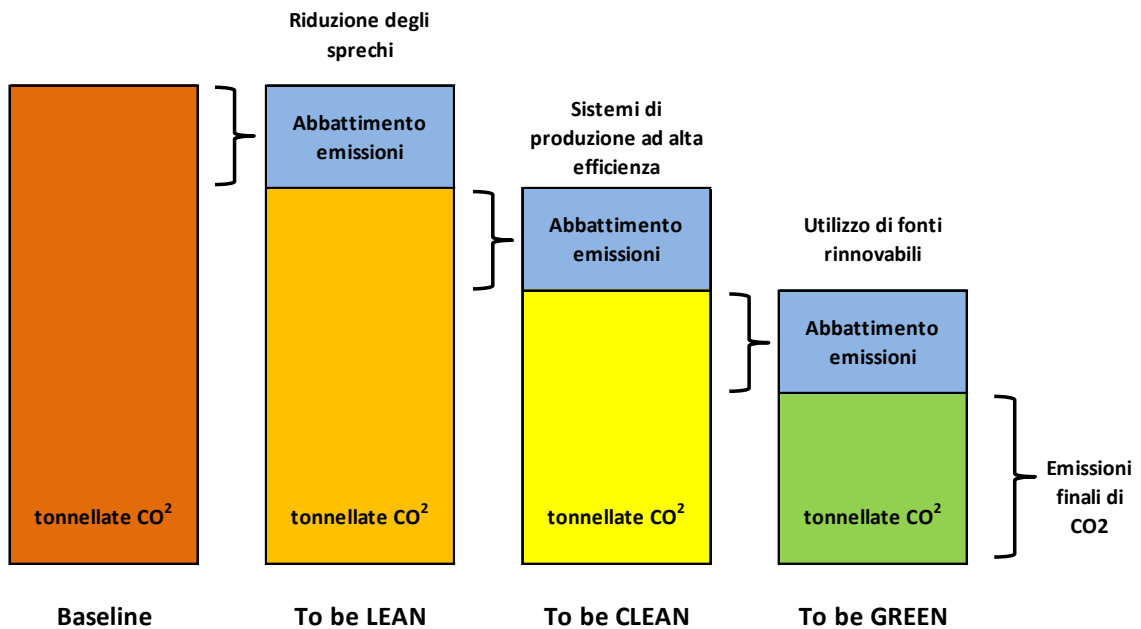 Riduzione degli
sprechi
Abbattimento
emissioni
Sistemi di
produzione ad alta
efficienza
Abbattimento
emissioni
Utilizzo di fonti
rinnovabili
Abbattimento
emissioni
tonnellate CO²
tonnellate CO²
tonnellate CO²
tonnellate CO²
Emissioni
finali di
CO2
Baseline
To be LEAN
To be CLEAN
To be GREEN